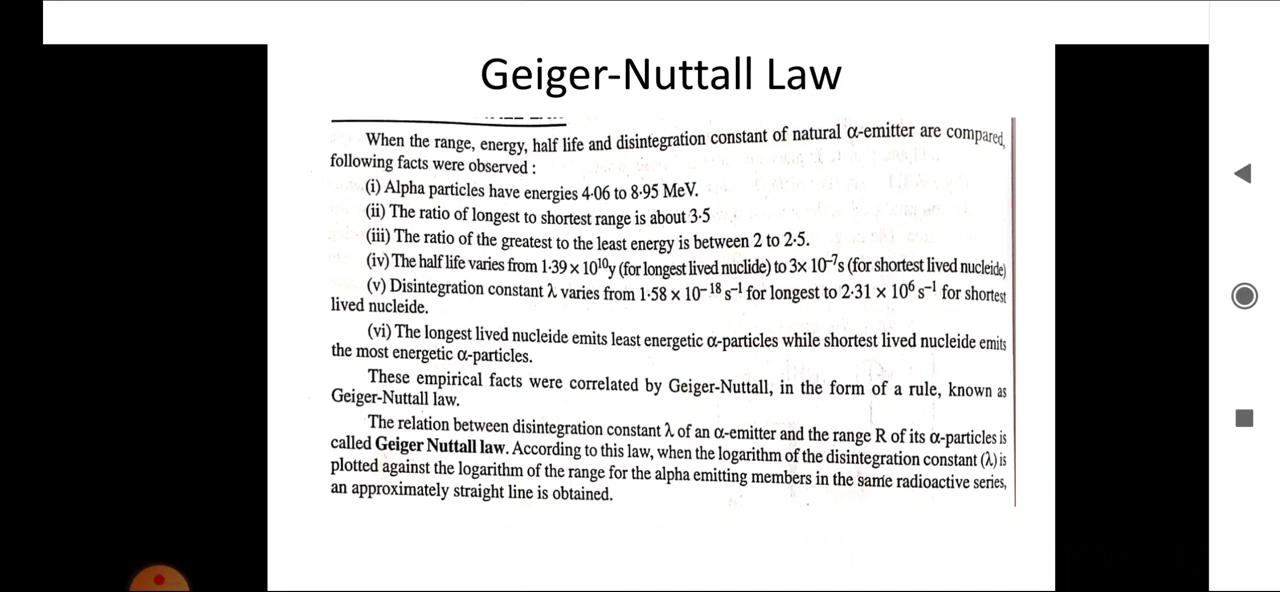 Geiger-Nuttall Law
When the range, energy, half life and disintegration constant of natural α-emitter are compared,
following facts were observed :
(i) Alpha particles have energies 4·06 to 8·95 MeV.
(ii) The ratio of longest to shortest range is about 3·5
(iii) The ratio of the greatest to the least energy is between 2 to 2·5.
(iv) The half life varies from 1·39 × 10¹⁰y (for longest lived nuclide) to 3× 10⁻⁷s (for shortest lived nucleide)
(v) Disintegration constant λ varies from 1·58 × 10⁻¹⁸ s⁻¹ for longest to 2·31 × 10⁶ s⁻¹ for shortest
lived nucleide.
(vi) The longest lived nucleide emits least energetic α-particles while shortest lived nucleide emits
the most energetic α-particles.
These empirical facts were correlated by Geiger-Nuttall, in the form of a rule, known as
Geiger-Nuttall law.
The relation between disintegration constant λ of an α-emitter and the range R of its α-particles is
called Geiger Nuttall law. According to this law, when the logarithm of the disintegration constant (λ) is
plotted against the logarithm of the range for the alpha emitting members in the same radioactive series,
an approximately straight line is obtained.